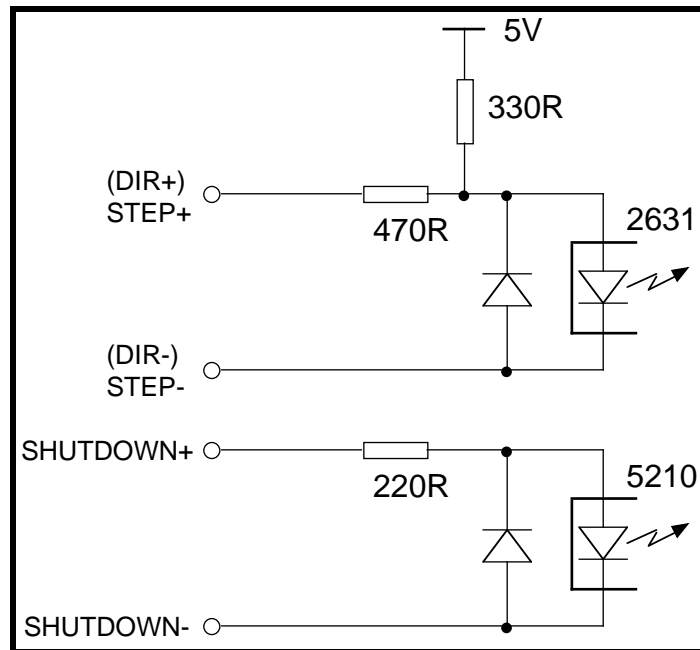 5V
330R
(DIR+)
STEP+
470R
2631
(DIR-)
STEP-
SHUTDOWN+
220R
5210
SHUTDOWN-